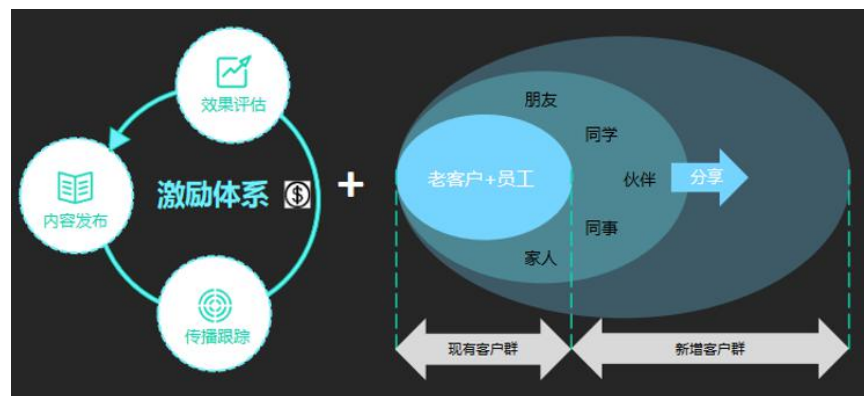 效果评估
内容发布
激励体系 $
传播跟踪
+
老客户+员工
朋友
同学
伙伴
同事
家人
分享
现有客户群
新增客户群